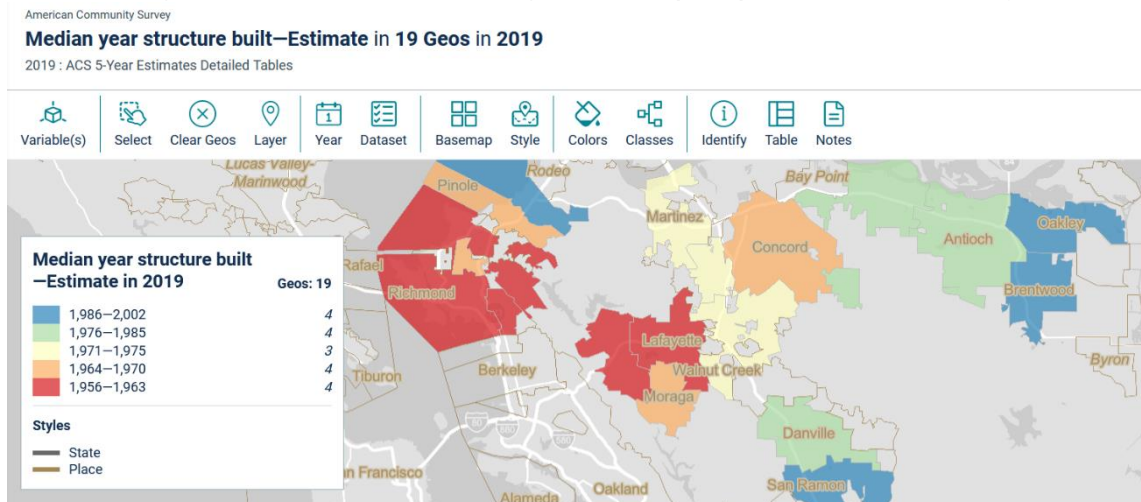 American Community Survey
Median year structure built—Estimate in 19 Geos in 2019
2019 : ACS 5-Year Estimates Detailed Tables
Variable(s) Select Clear Geos Layer Year Dataset Basemap Style Colors Classes Identify Table Notes
Lucas Valley-
Marinwood
Pinole
Rodeo
Bay Point
Martinez
Oakley
Concord
Antioch
Median year structure built
—Estimate in 2019 Geos: 19
1,986—2,002 4
1,976—1,985 4
1,971—1,975 3
1,964—1,970 4
1,956—1,963 4
Styles
State
Place
Rafael
Richmond
Brentwood
Lafayette
Byron
Tiburon
Berkeley
Walnut Creek
Moraga
80
580
680
Danville
n Francisco
Oakland
San Ramon
Alameda